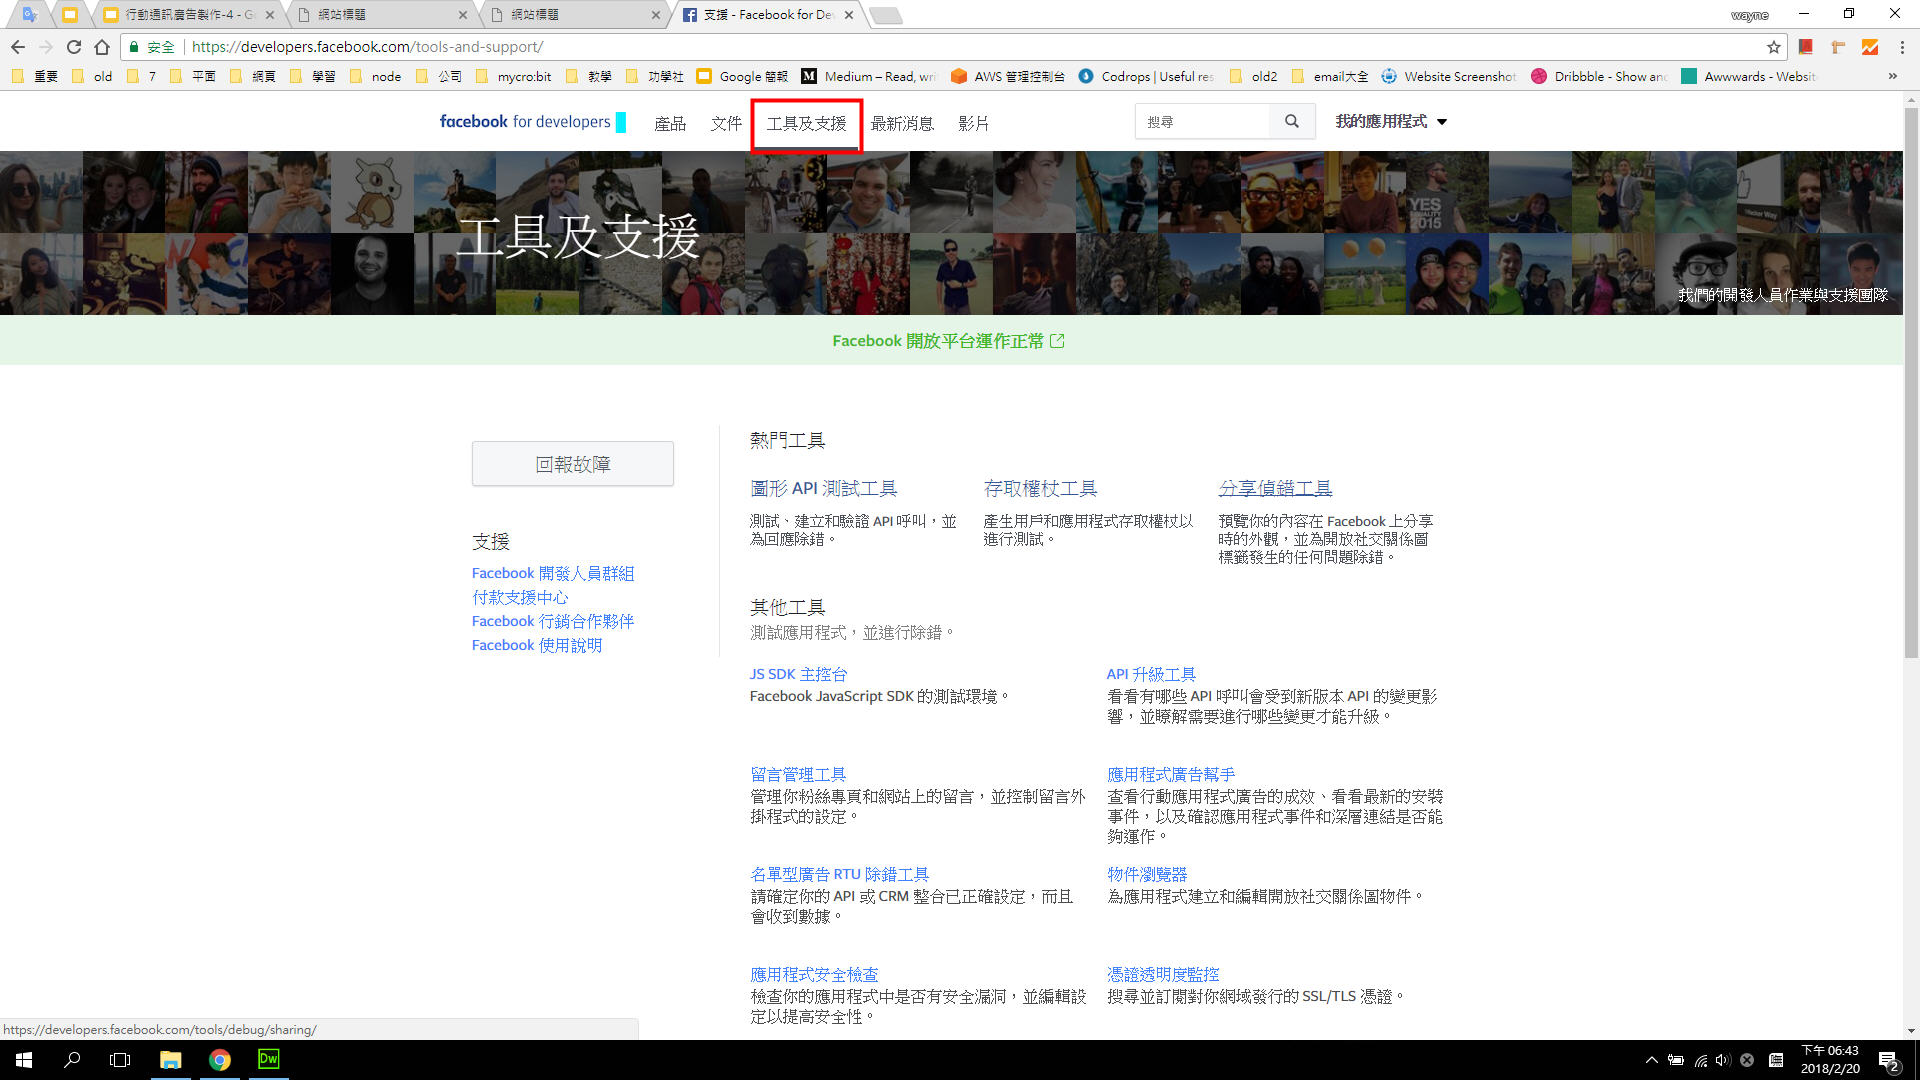 行動通訊廣告製作-4 - G
網站標題
網站標題
支援 - Facebook for De
wayne
安全
https://developers.facebook.com/tools-and-support/
重要
old
7
平面
網頁
學習
node
公司
mycro:bit
教學
功學社
Google 簡報
Medium – Read, wri
AWS 管理控制台
Codrops | Useful res
old2
email大全
Website Screenshot
Dribbble - Show and
Awwwards - Websit
facebook for developers
產品
文件
工具及支援
最新消息
影片
搜尋
我的應用程式
工具及支援
YES
EQUALITY
2015
我們的開發人員作業與支援團隊
Facebook 開放平台運作正常
回報故障
支援
Facebook 開發人員群組
付款支援中心
Facebook 行銷合作夥伴
Facebook 使用說明
熱門工具
圖形 API 測試工具
測試、建立和驗證 API 呼叫，並
為回應除錯。
存取權杖工具
產生用戶和應用程式存取權杖以
進行測試。
分享偵錯工具
預覽你的內容在 Facebook 上分享
時的外觀，並為開放社交關係圖
標籤發生的任何問題除錯。
其他工具
測試應用程式，並進行除錯。
JS SDK 主控台
Facebook JavaScript SDK 的測試環境。
API 升級工具
看看有哪些 API 呼叫會受到新版本 API 的變更影
響，並瞭解需要進行哪些變更才能升級。
留言管理工具
管理你粉絲專頁和網站上的留言，並控制留言外
掛程式的設定。
應用程式廣告幫手
查看行動應用程式廣告的成效、看看最新的安裝
事件，以及確認應用程式事件和深層連結是否能
夠運作。
名單型廣告 RTU 除錯工具
請確定你的 API 或 CRM 整合已正確設定，而且
會收到數據。
物件瀏覽器
為應用程式建立和編輯開放社交關係圖物件。
應用程式安全檢查
檢查你的應用程式中是否有安全漏洞，並編輯設
定以提高安全性。
憑證透明度監控
搜尋並訂閱對你網域發行的 SSL/TLS 憑證。
https://developers.facebook.com/tools/debug/sharing/
Dw
下午 06:43
2018/2/20
2